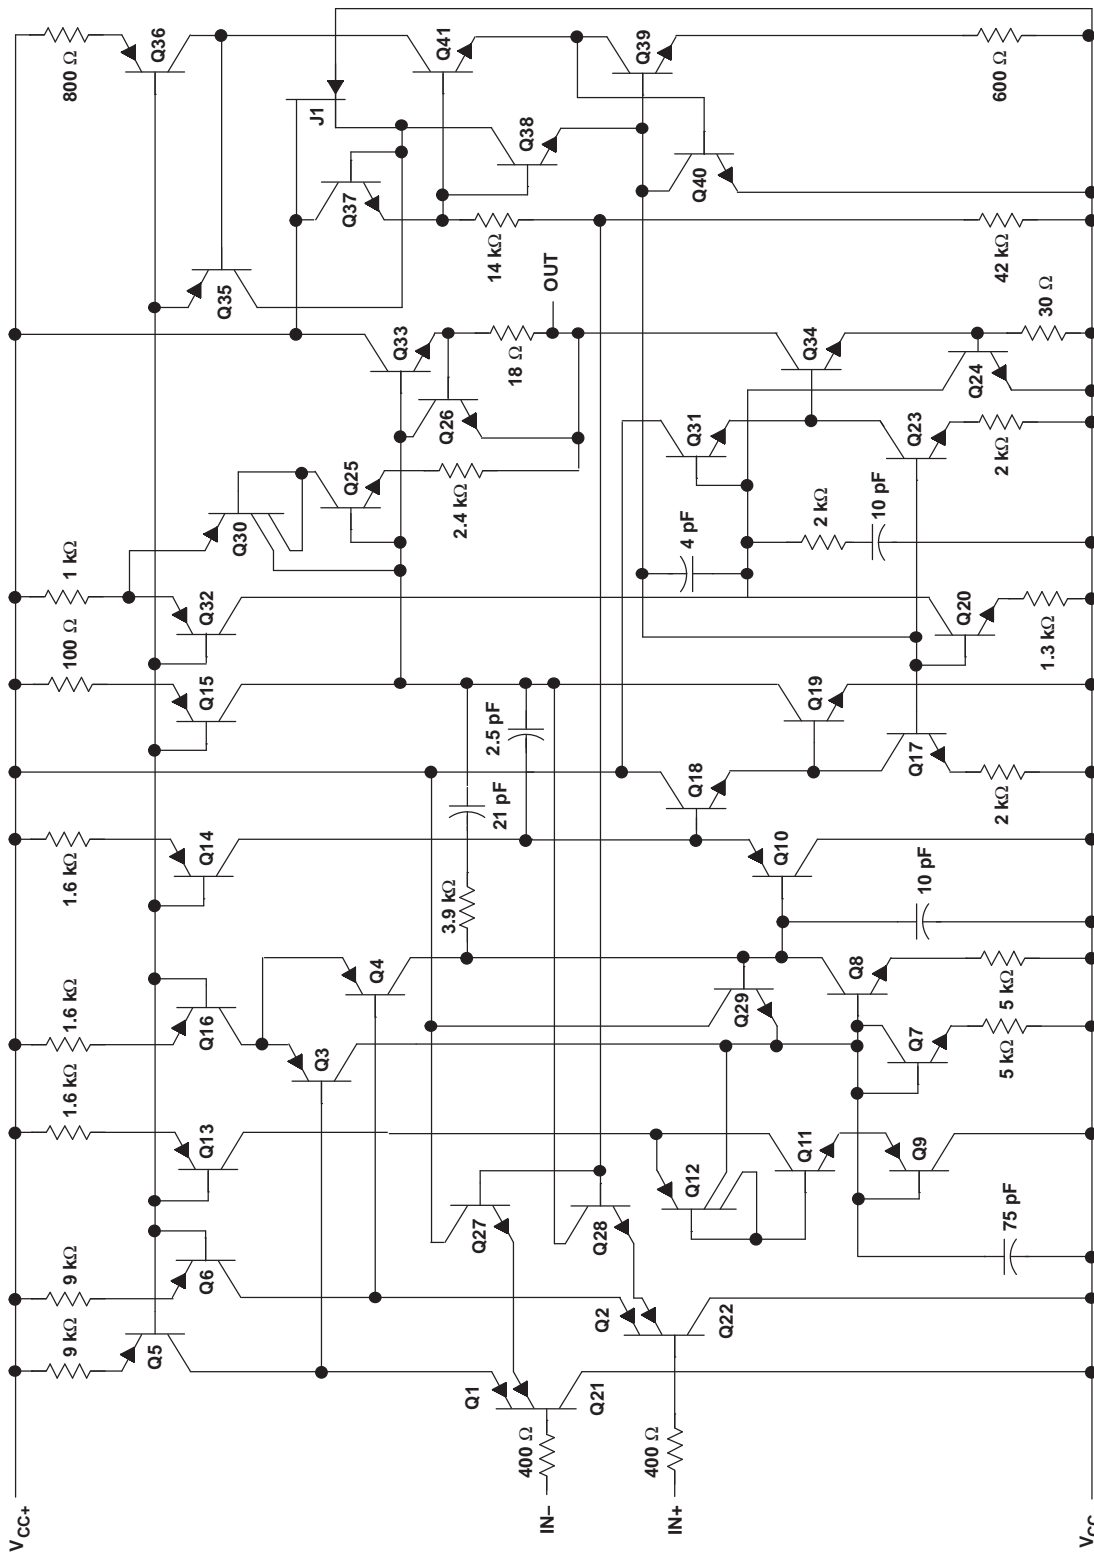 VCC+
9 kΩ
9 kΩ
1.6 kΩ
1.6 kΩ
1.6 kΩ
100 Ω
1 kΩ
800 Ω
Q5
Q6
Q13
Q16
Q14
Q15
Q32
Q30
Q35
Q36
Q3
Q4
Q25
Q37
J1
Q33
Q26
2.4 kΩ
Q41
Q1
Q27
3.9 kΩ
21 pF
2.5 pF
18 Ω
14 kΩ
Q38
400 Ω
IN−
Q21
Q2
Q28
OUT
Q39
400 Ω
IN+
Q22
Q12
Q29
Q18
4 pF
Q31
Q40
Q11
Q10
Q19
2 kΩ
10 pF
Q34
Q9
Q7
Q8
Q17
Q20
Q23
Q24
75 pF
5 kΩ
5 kΩ
10 pF
2 kΩ
1.3 kΩ
2 kΩ
30 Ω
42 kΩ
600 Ω
VCC